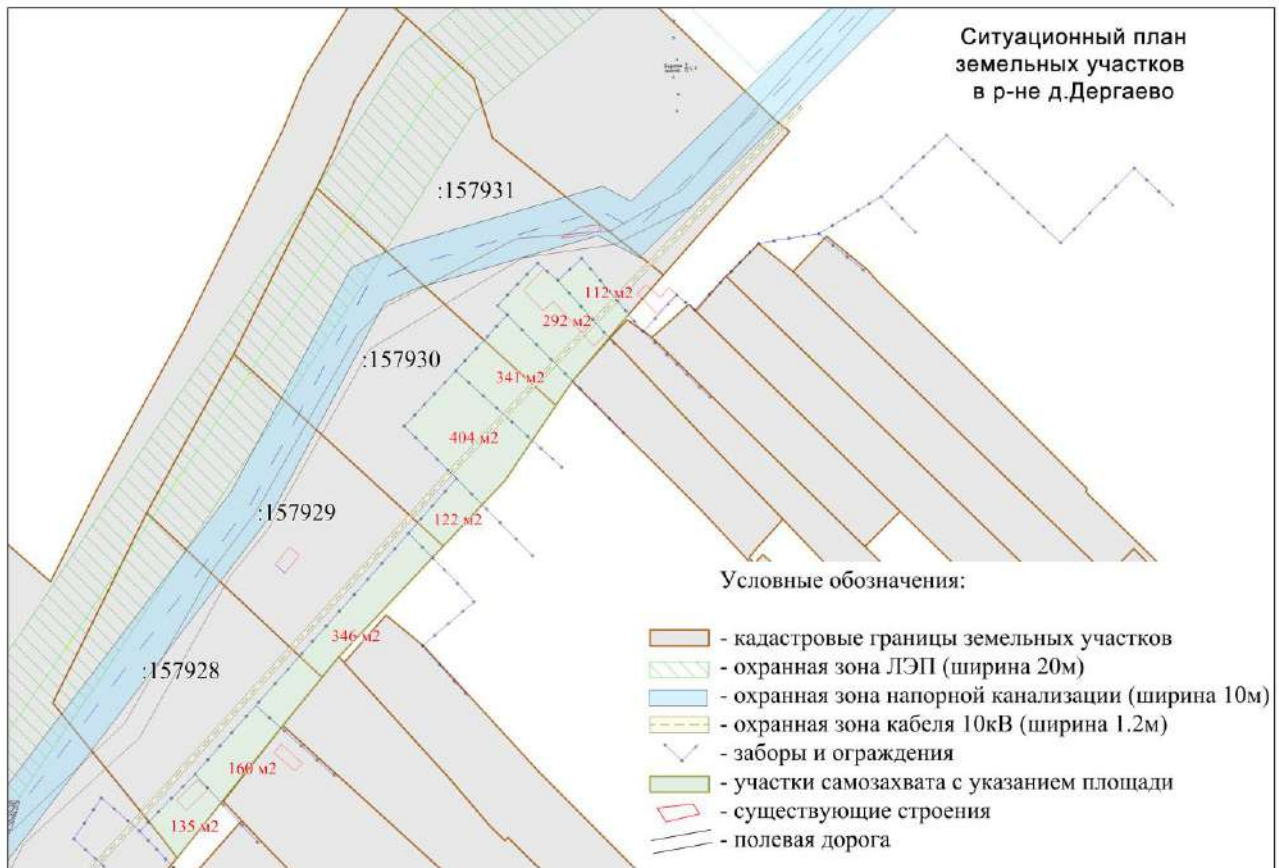 Ситуационный план
земельных участков
в р-не д.Дергаево
:157931
112 м2
292 м2
:157930
341 м2
404 м2
:157929
122 м2
346 м2
:157928
160 м2
135 м2
Условные обозначения:
- кадастровые границы земельных участков
- охранная зона ЛЭП (ширина 20м)
- охранная зона напорной канализации (ширина 10м)
- охранная зона кабеля 10кВ (ширина 1.2м)
- заборы и ограждения
- участки самозахвата с указанием площади
- существующие строения
- полевая дорога